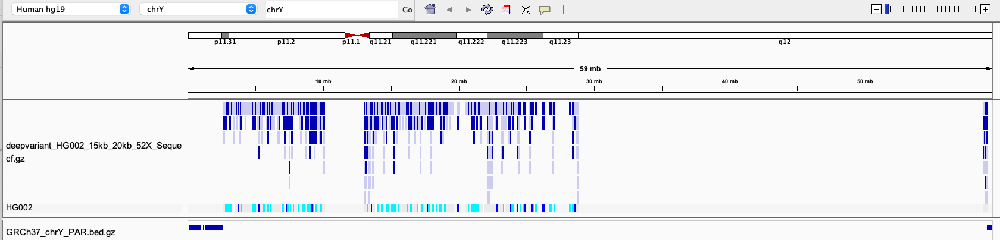 Human hg19 chrY chrY Go
p11.31 p11.2 p11.1 q11.21 q11.221 q11.222 q11.223 q11.23 q12
59 mb
10 mb 20 mb 30 mb 40 mb 50 mb
deepvariant_HG002_15kb_20kb_52X_Seque
cf.gz
HG002
GRCh37_chrY_PAR.bed.gz